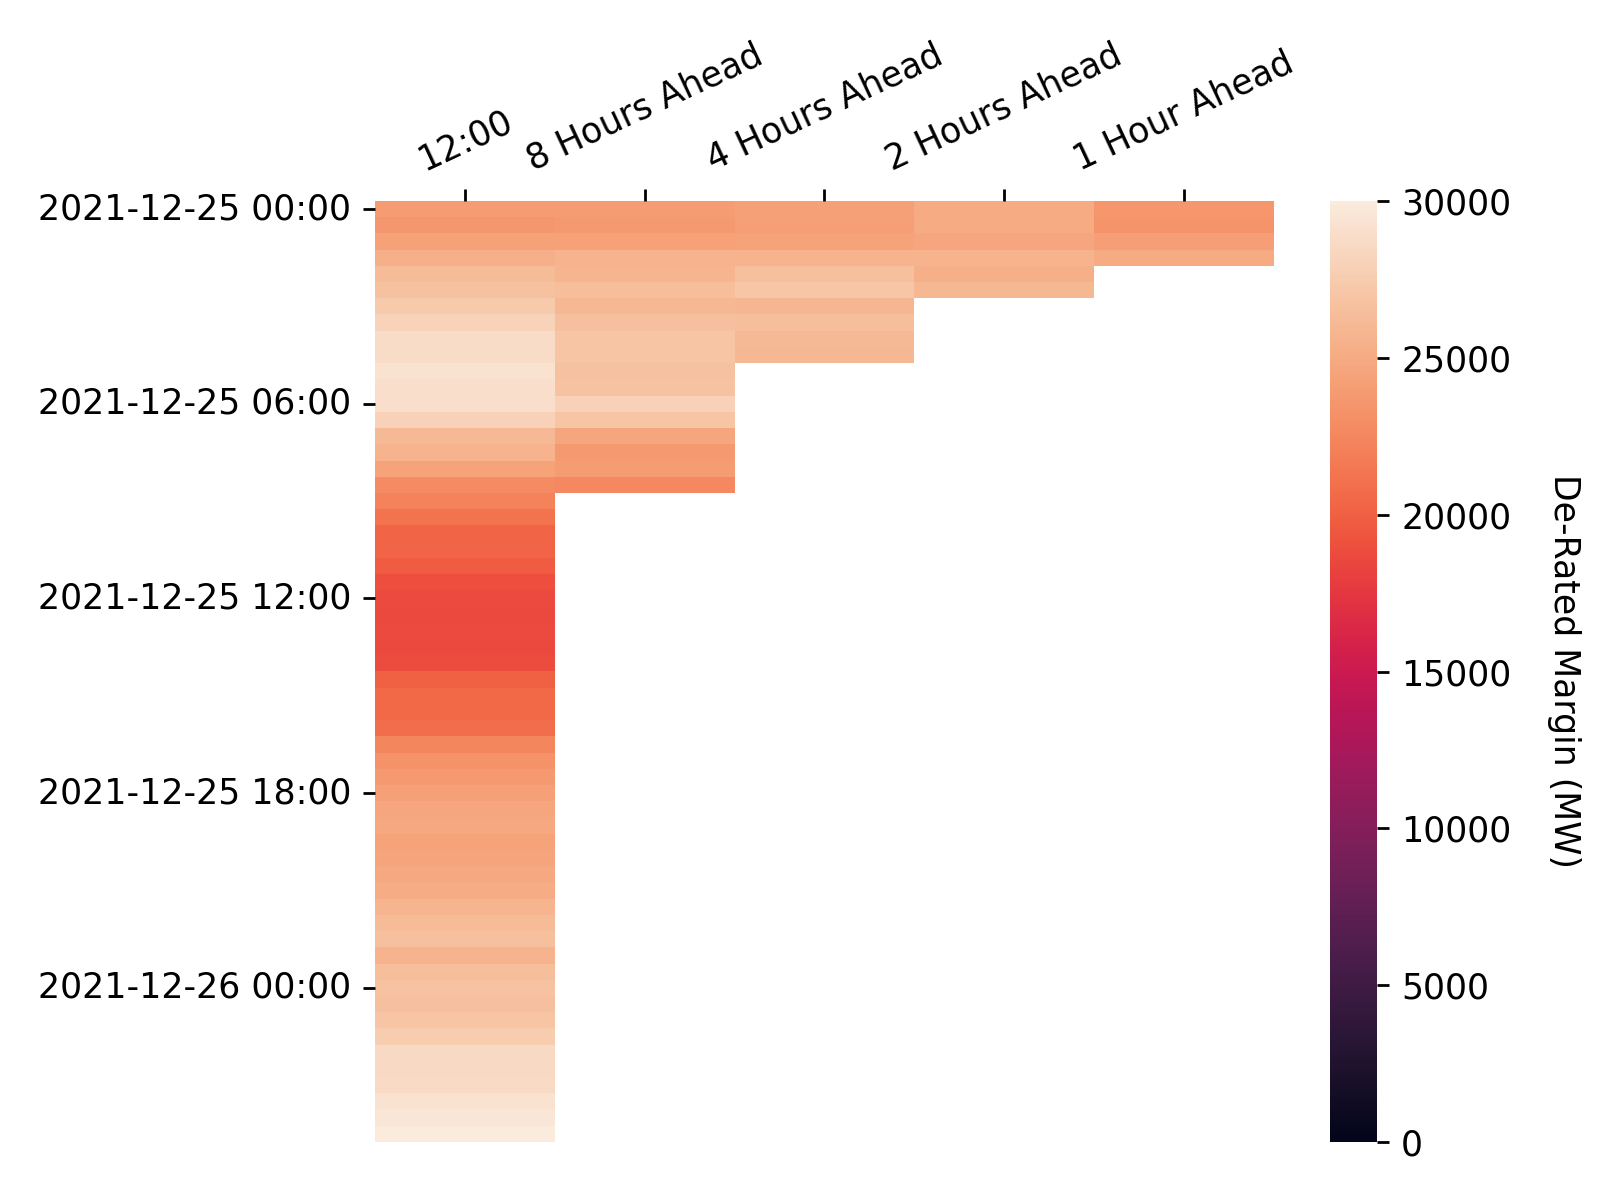 12:00
8 Hours Ahead
4 Hours Ahead
2 Hours Ahead
1 Hour Ahead
2021-12-25 00:00
2021-12-25 06:00
2021-12-25 12:00
2021-12-25 18:00
2021-12-26 00:00
30000
25000
20000
15000
10000
5000
0
De-Rated Margin (MW)